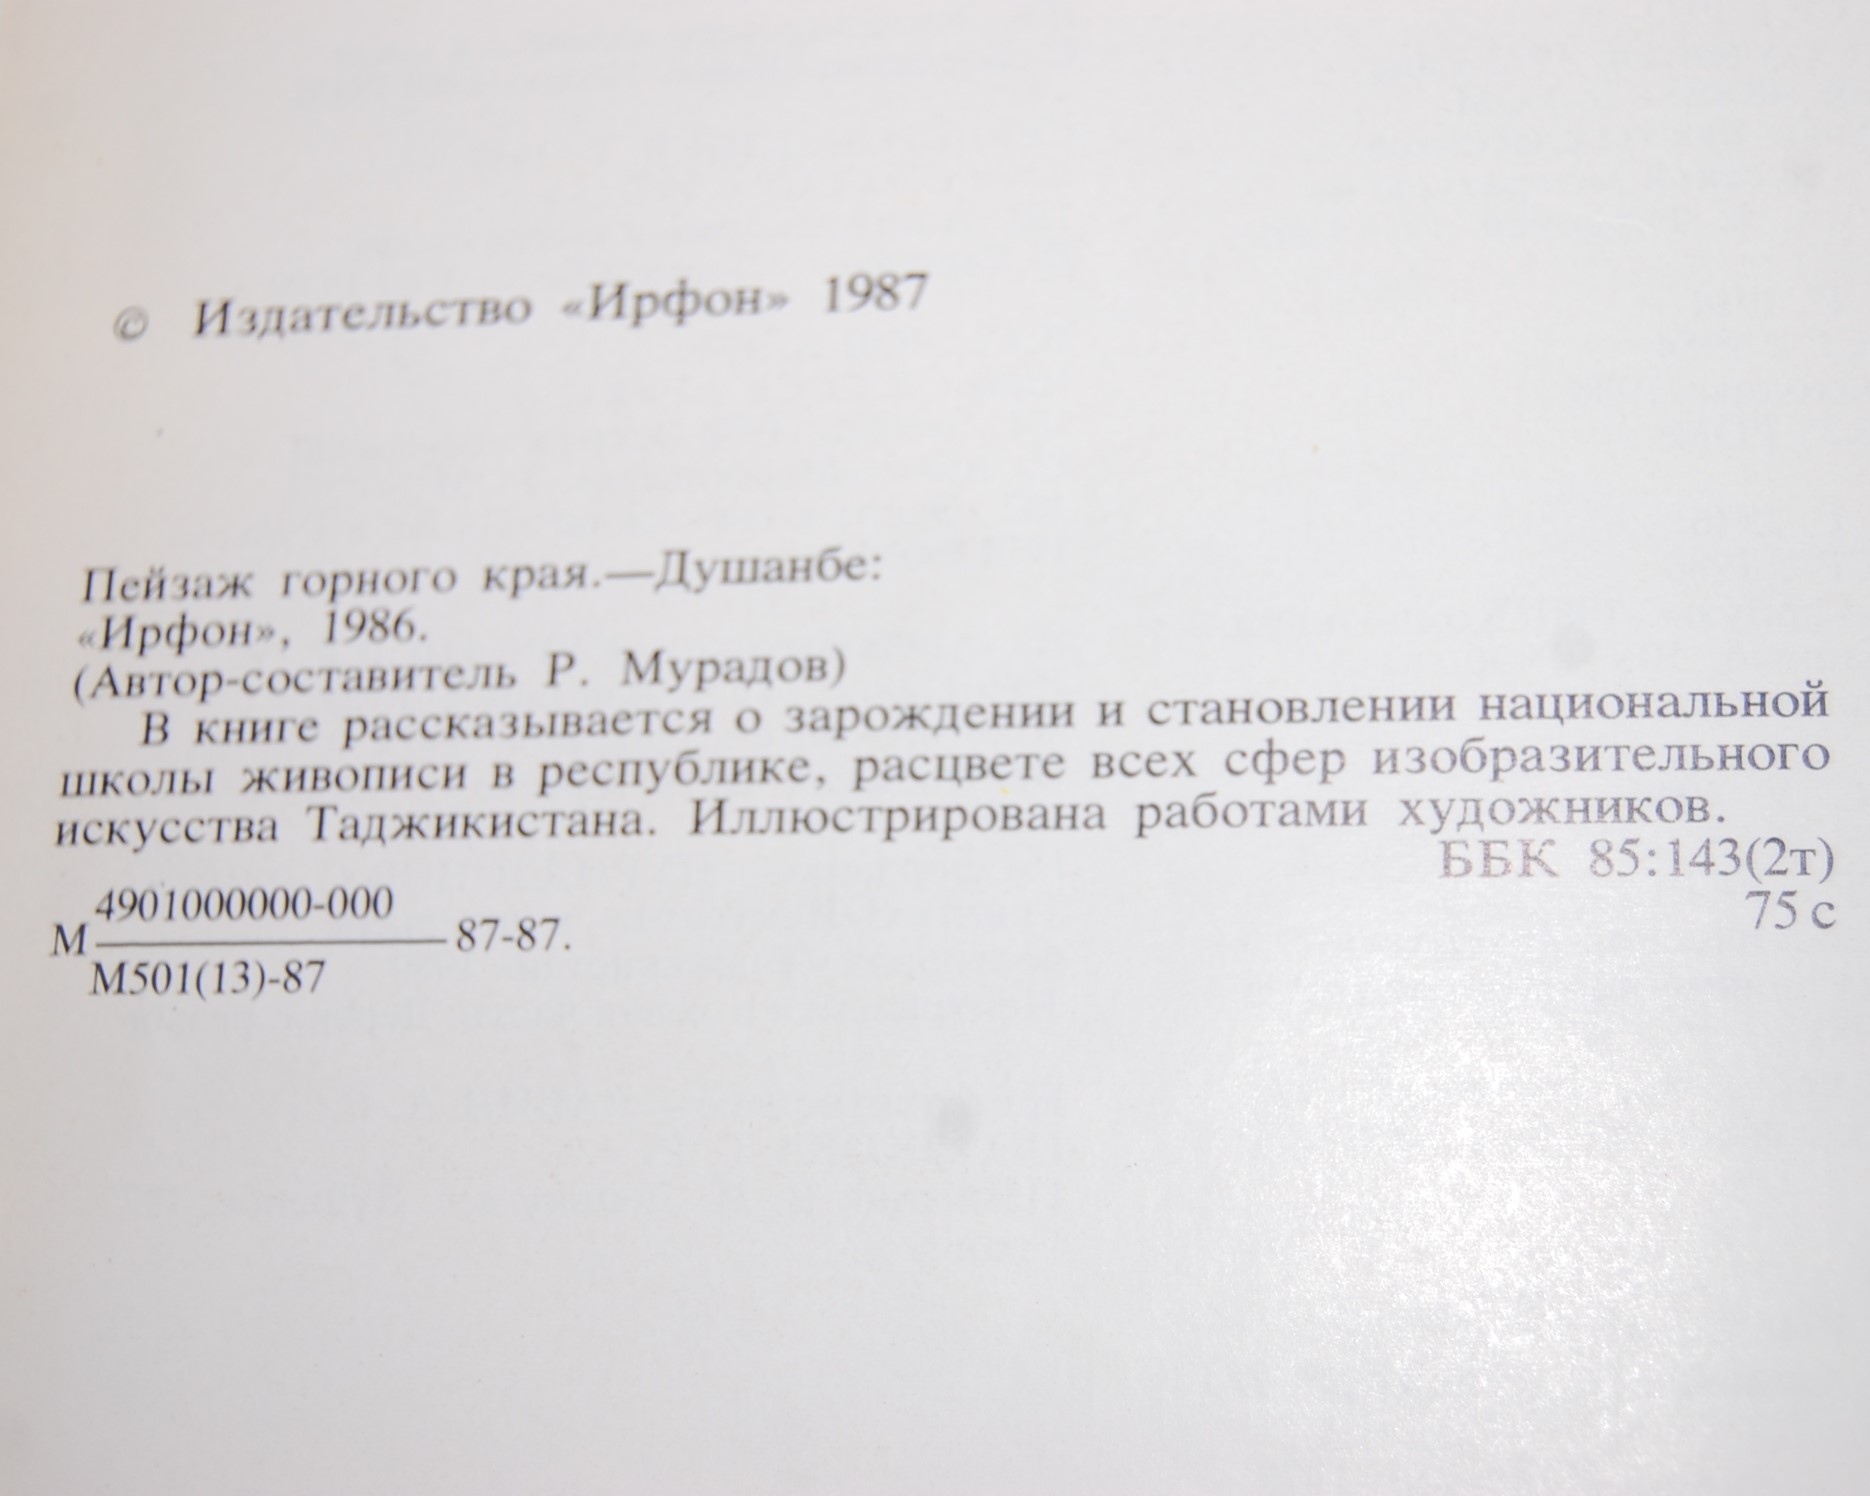 © Издательство «Ирфон» 1987
Пейзаж горного края.—Душанбе:
«Ирфон», 1986.
(Автор-составитель Р. Мурадов)
В книге рассказывается о зарождении и становлении национальной
школы живописи в республике, расцвете всех сфер изобразительного
искусства Таджикистана. Иллюстрирована работами художников.
ББК 85:143(2т)
75 с
4901000000-000
М 87-87.
М501(13)-87